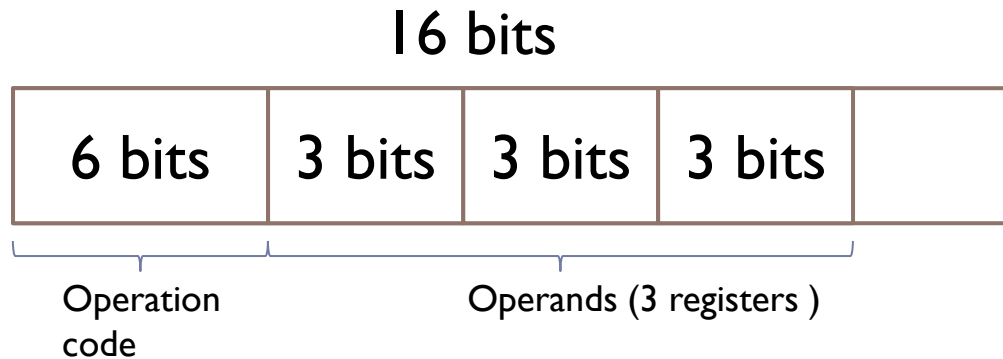 16 bits
6 bits 3 bits 3 bits 3 bits
Operation
code
Operands (3 registers )